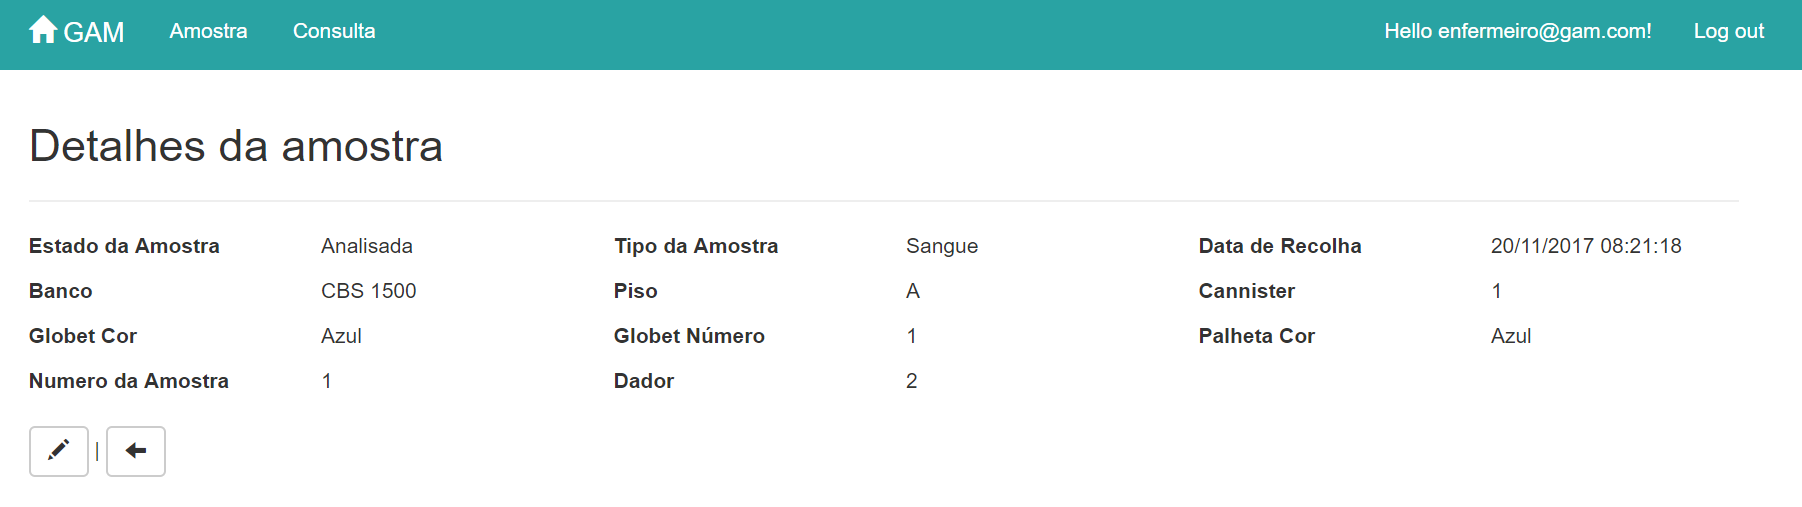 GAM Amostra Consulta Hello enfermeiro@gam.com! Log out
Detalhes da amostra
Estado da Amostra Analisada Tipo da Amostra Sangue Data de Recolha 20/11/2017 08:21:18
Banco CBS 1500 Piso A Cannister 1
Globet Cor Azul Globet Número 1 Palheta Cor Azul
Numero da Amostra 1 Dador 2
|